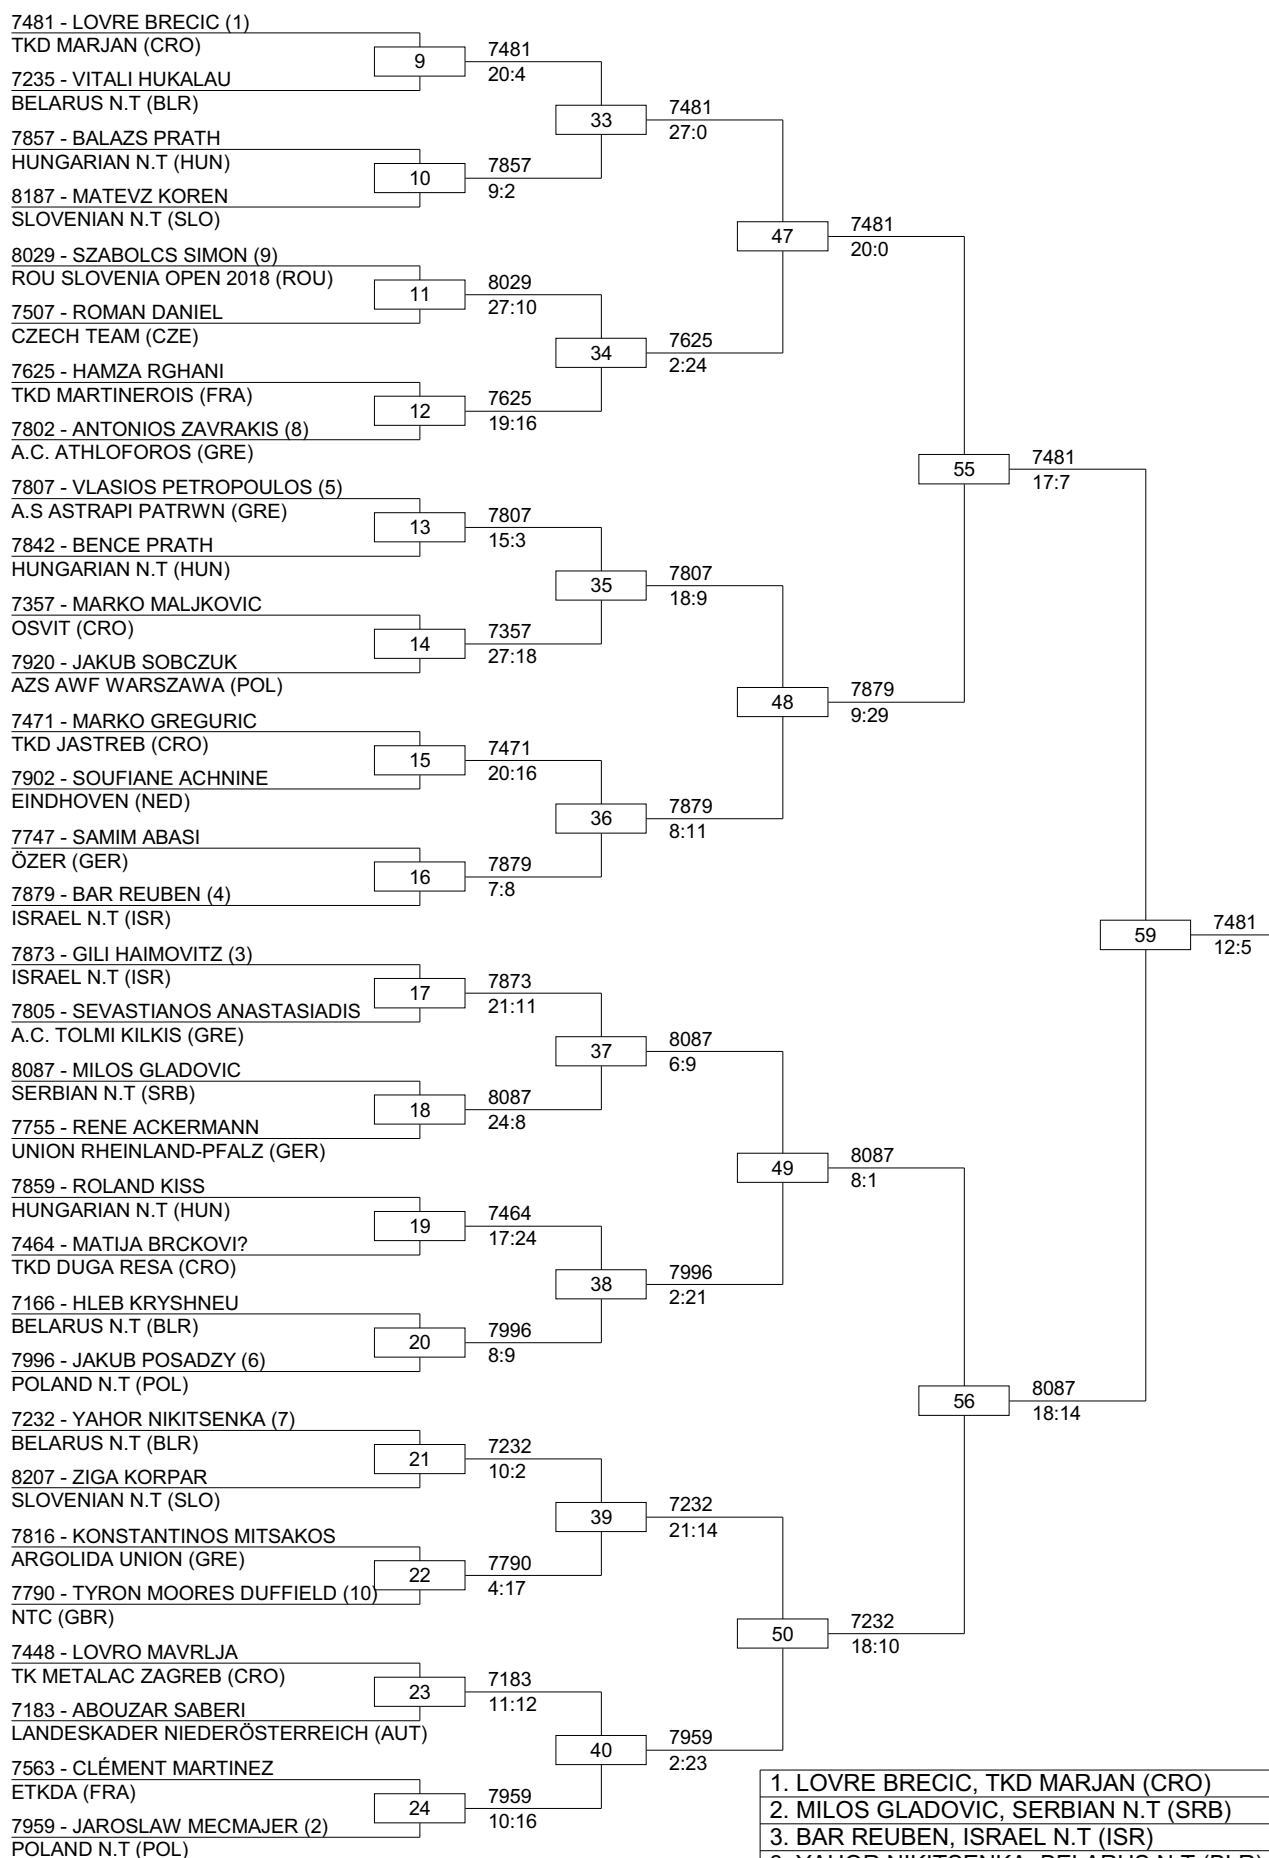 7481 - LOVRE BRECIC (1)
TKD MARJAN (CRO)
7235 - VITALI HUKALAU
BELARUS N.T (BLR)
7857 - BALAZS PRATH
HUNGARIAN N.T (HUN)
8187 - MATEVZ KOREN
SLOVENIAN N.T (SLO)
8029 - SZABOLCS SIMON (9)
ROU SLOVENIA OPEN 2018 (ROU)
7507 - ROMAN DANIEL
CZECH TEAM (CZE)
7625 - HAMZA RGHANI
TKD MARTINEROIS (FRA)
7802 - ANTONIOS ZAVRAKIS (8)
A.C. ATHLOFOROS (GRE)
7807 - VLASIOS PETROPOULOS (5)
A.S ASTRAPI PATRWN (GRE)
7842 - BENCE PRATH
HUNGARIAN N.T (HUN)
7357 - MARKO MALJKOVIC
OSVIT (CRO)
7920 - JAKUB SOBCZUK
AZS AWF WARSZAWA (POL)
7471 - MARKO GREGURIC
TKD JASTREB (CRO)
7902 - SOUFIANE ACHNINE
EINDHOVEN (NED)
7747 - SAMIM ABASI
ÖZER (GER)
7879 - BAR REUBEN (4)
ISRAEL N.T (ISR)
7873 - GILI HAIMOVITZ (3)
ISRAEL N.T (ISR)
7805 - SEVASTIANOS ANASTASIADIS
A.C. TOLMI KILKIS (GRE)
8087 - MILOS GLADOVIC
SERBIAN N.T (SRB)
7755 - RENE ACKERMANN
UNION RHEINLAND-PFALZ (GER)
7859 - ROLAND KISS
HUNGARIAN N.T (HUN)
7464 - MATIJA BRCKOVI?
TKD DUGA RESA (CRO)
7166 - HLEB KRYSHNEU
BELARUS N.T (BLR)
7996 - JAKUB POSADZY (6)
POLAND N.T (POL)
7232 - YAHOR NIKITSENKA (7)
BELARUS N.T (BLR)
8207 - ZIGA KORPAR
SLOVENIAN N.T (SLO)
7816 - KONSTANTINOS MITSAKOS
ARGOLIDA UNION (GRE)
7790 - TYRON MOORES DUFFIELD (10)
NTC (GBR)
7448 - LOVRO MAVRLJA
TK METALAC ZAGREB (CRO)
7183 - ABOUZAR SABERI
LANDESKADER NIEDERÖSTERREICH (AUT)
7563 - CLÉMENT MARTINEZ
ETKDA (FRA)
7959 - JAROSLAW MECMAJER (2)
POLAND N.T (POL)
9
7481
20:4
10
7857
9:2
11
8029
27:10
12
7625
19:16
13
7807
15:3
14
7357
27:18
15
7471
20:16
16
7879
7:8
17
7873
21:11
18
8087
24:8
19
7464
17:24
20
7996
8:9
21
7232
10:2
22
7790
4:17
23
7183
11:12
24
7959
10:16
33
7481
27:0
34
7625
2:24
35
7807
18:9
36
7879
8:11
37
8087
6:9
38
7996
2:21
39
7232
21:14
40
7959
2:23
47
7481
20:0
48
7879
9:29
49
8087
8:1
50
7232
18:10
55
7481
17:7
56
8087
18:14
59
7481
12:5
1. LOVRE BRECIC, TKD MARJAN (CRO)
2. MILOS GLADOVIC, SERBIAN N.T (SRB)
3. BAR REUBEN, ISRAEL N.T (ISR)
3. YAHOR NIKITSENKA, BELARUS N.T (BLR)